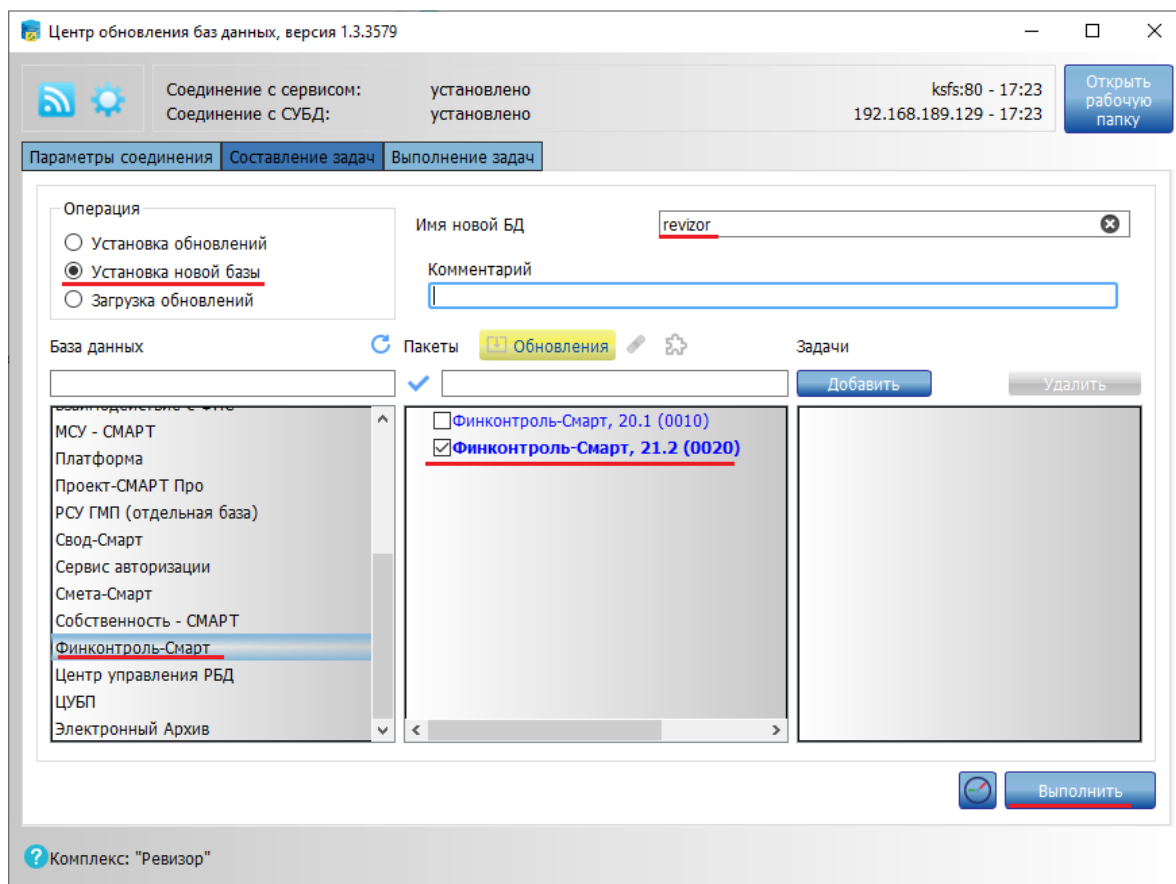 Центр обновления баз данных, версия 1.3.3579
Соединение с сервисом: установлено ksfs:80 - 17:23
Соединение с СУБД: установлено 192.168.189.129 - 17:23
Открыть
рабочую
папку
Параметры соединения Составление задач Выполнение задач
Операция
Установка обновлений
Установка новой базы
Загрузка обновлений
Имя новой БД revizor
Комментарий
База данных Пакеты Обновления Задачи
Добавить Удалить
МСУ - СМАРТ
Платформа
Проект-СМАРТ Про
РСУ ГМП (отдельная база)
Свод-Смарт
Сервис авторизации
Смета-Смарт
Собственность - СМАРТ
Финконтроль-Смарт
Центр управления РБД
ЦУБП
Электронный Архив
Финконтроль-Смарт, 20.1 (0010)
Финконтроль-Смарт, 21.2 (0020)
Выполнить
Комплекс: "Ревизор"